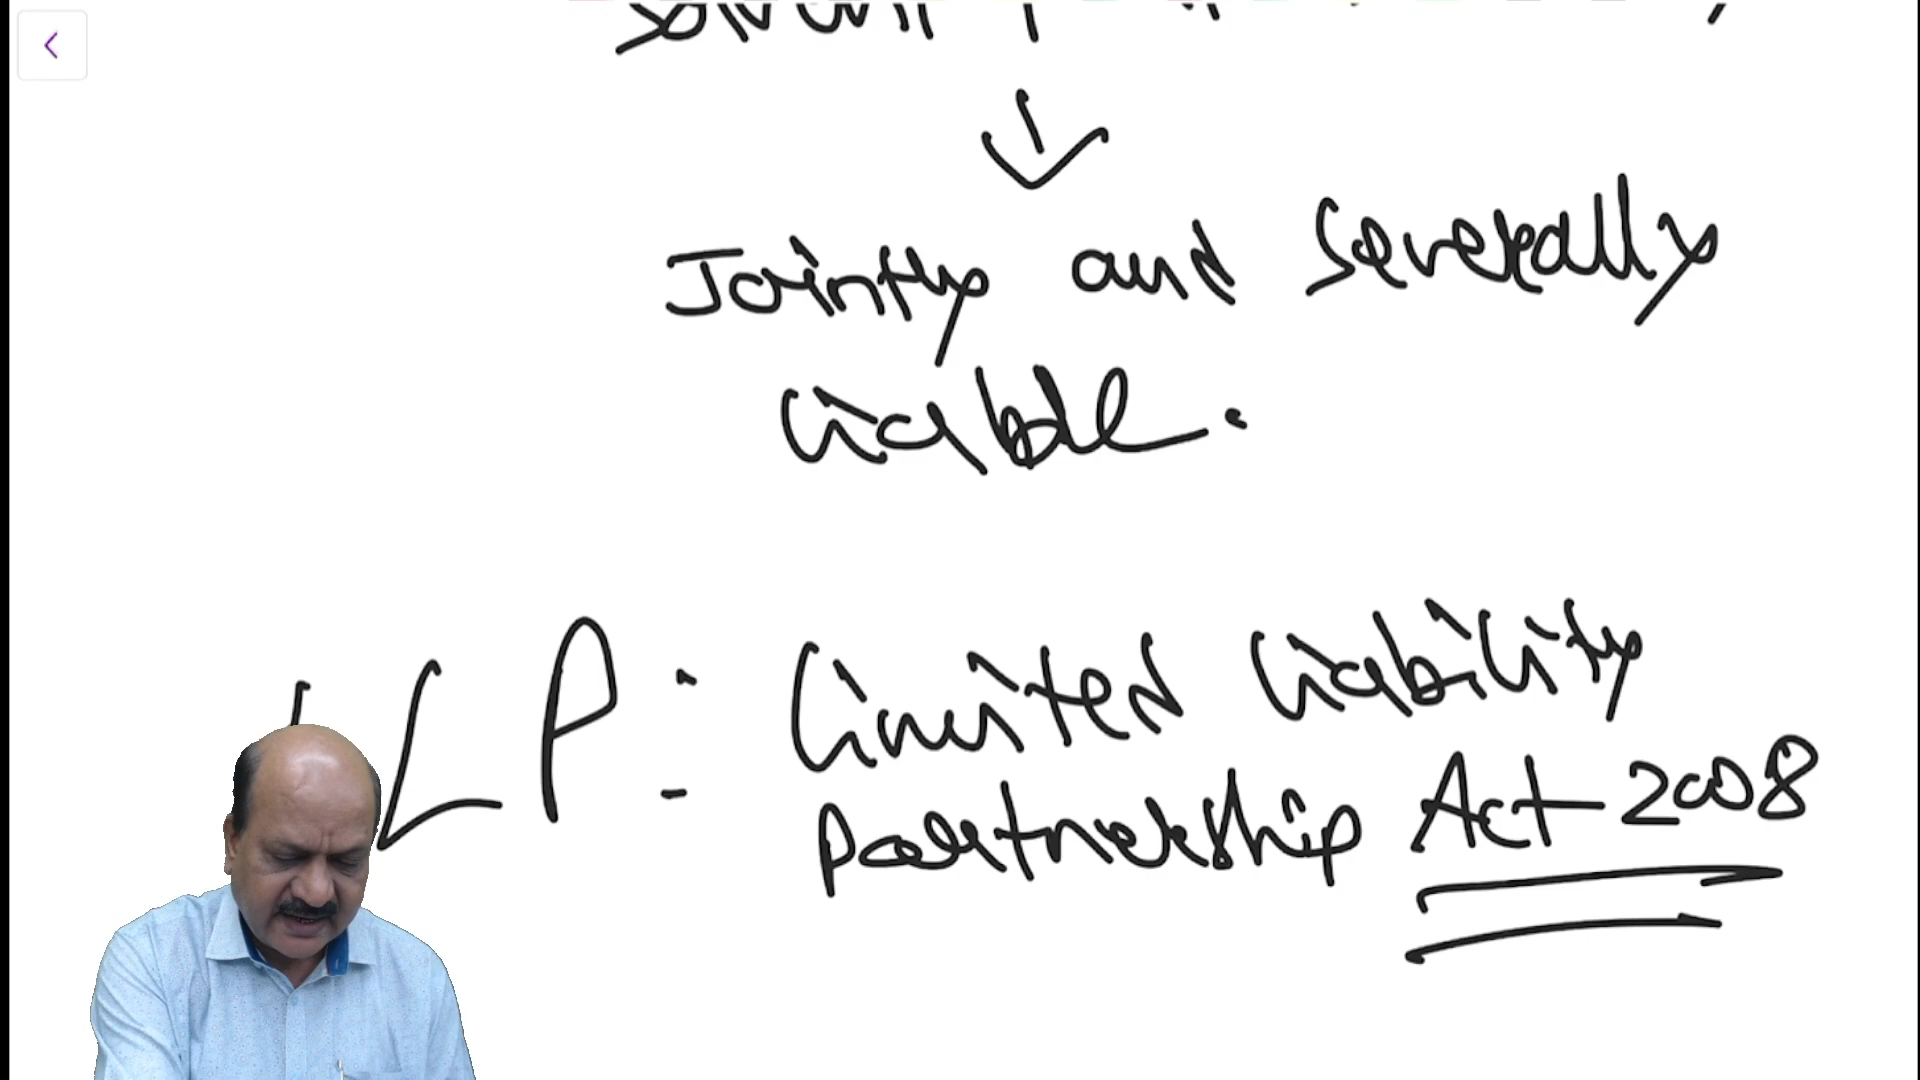 Jointly and Severally
liable.
LLP: Limited Liability
Partnership Act 2008